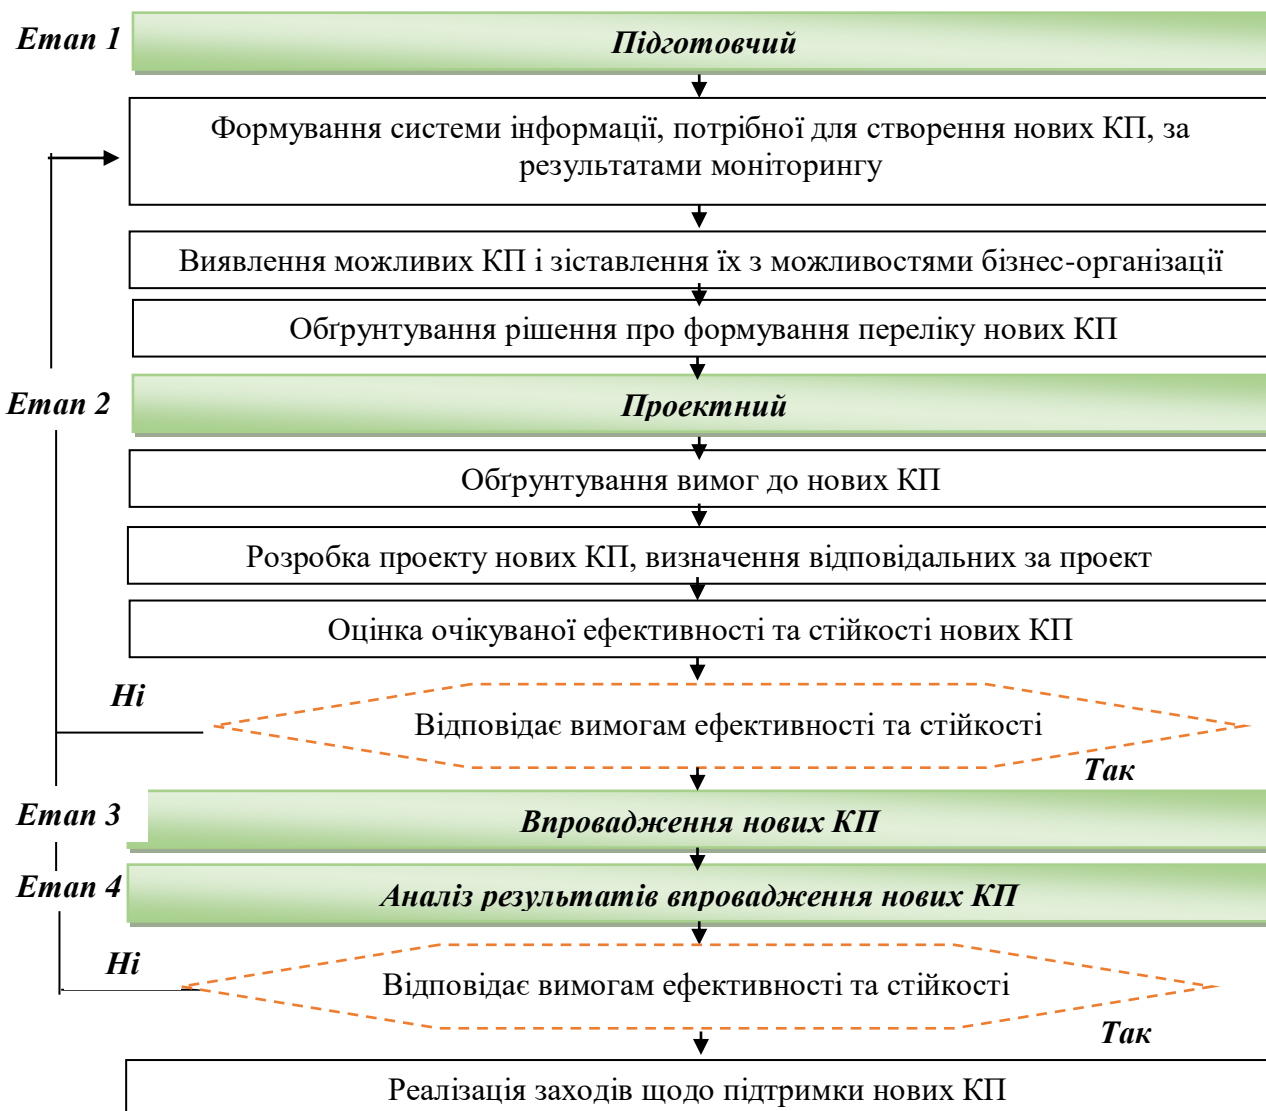 Етап 1
Підготовчий
Формування системи інформації, потрібної для створення нових КП, за
результатами моніторингу
Виявлення можливих КП і зіставлення їх з можливостями бізнес-організації
Обґрунтування рішення про формування переліку нових КП
Етап 2
Проектний
Обґрунтування вимог до нових КП
Розробка проекту нових КП, визначення відповідальних за проект
Оцінка очікуваної ефективності та стійкості нових КП
Ні
Відповідає вимогам ефективності та стійкості
Так
Етап 3
Впровадження нових КП
Етап 4
Аналіз результатів впровадження нових КП
Ні
Відповідає вимогам ефективності та стійкості
Так
Реалізація заходів щодо підтримки нових КП